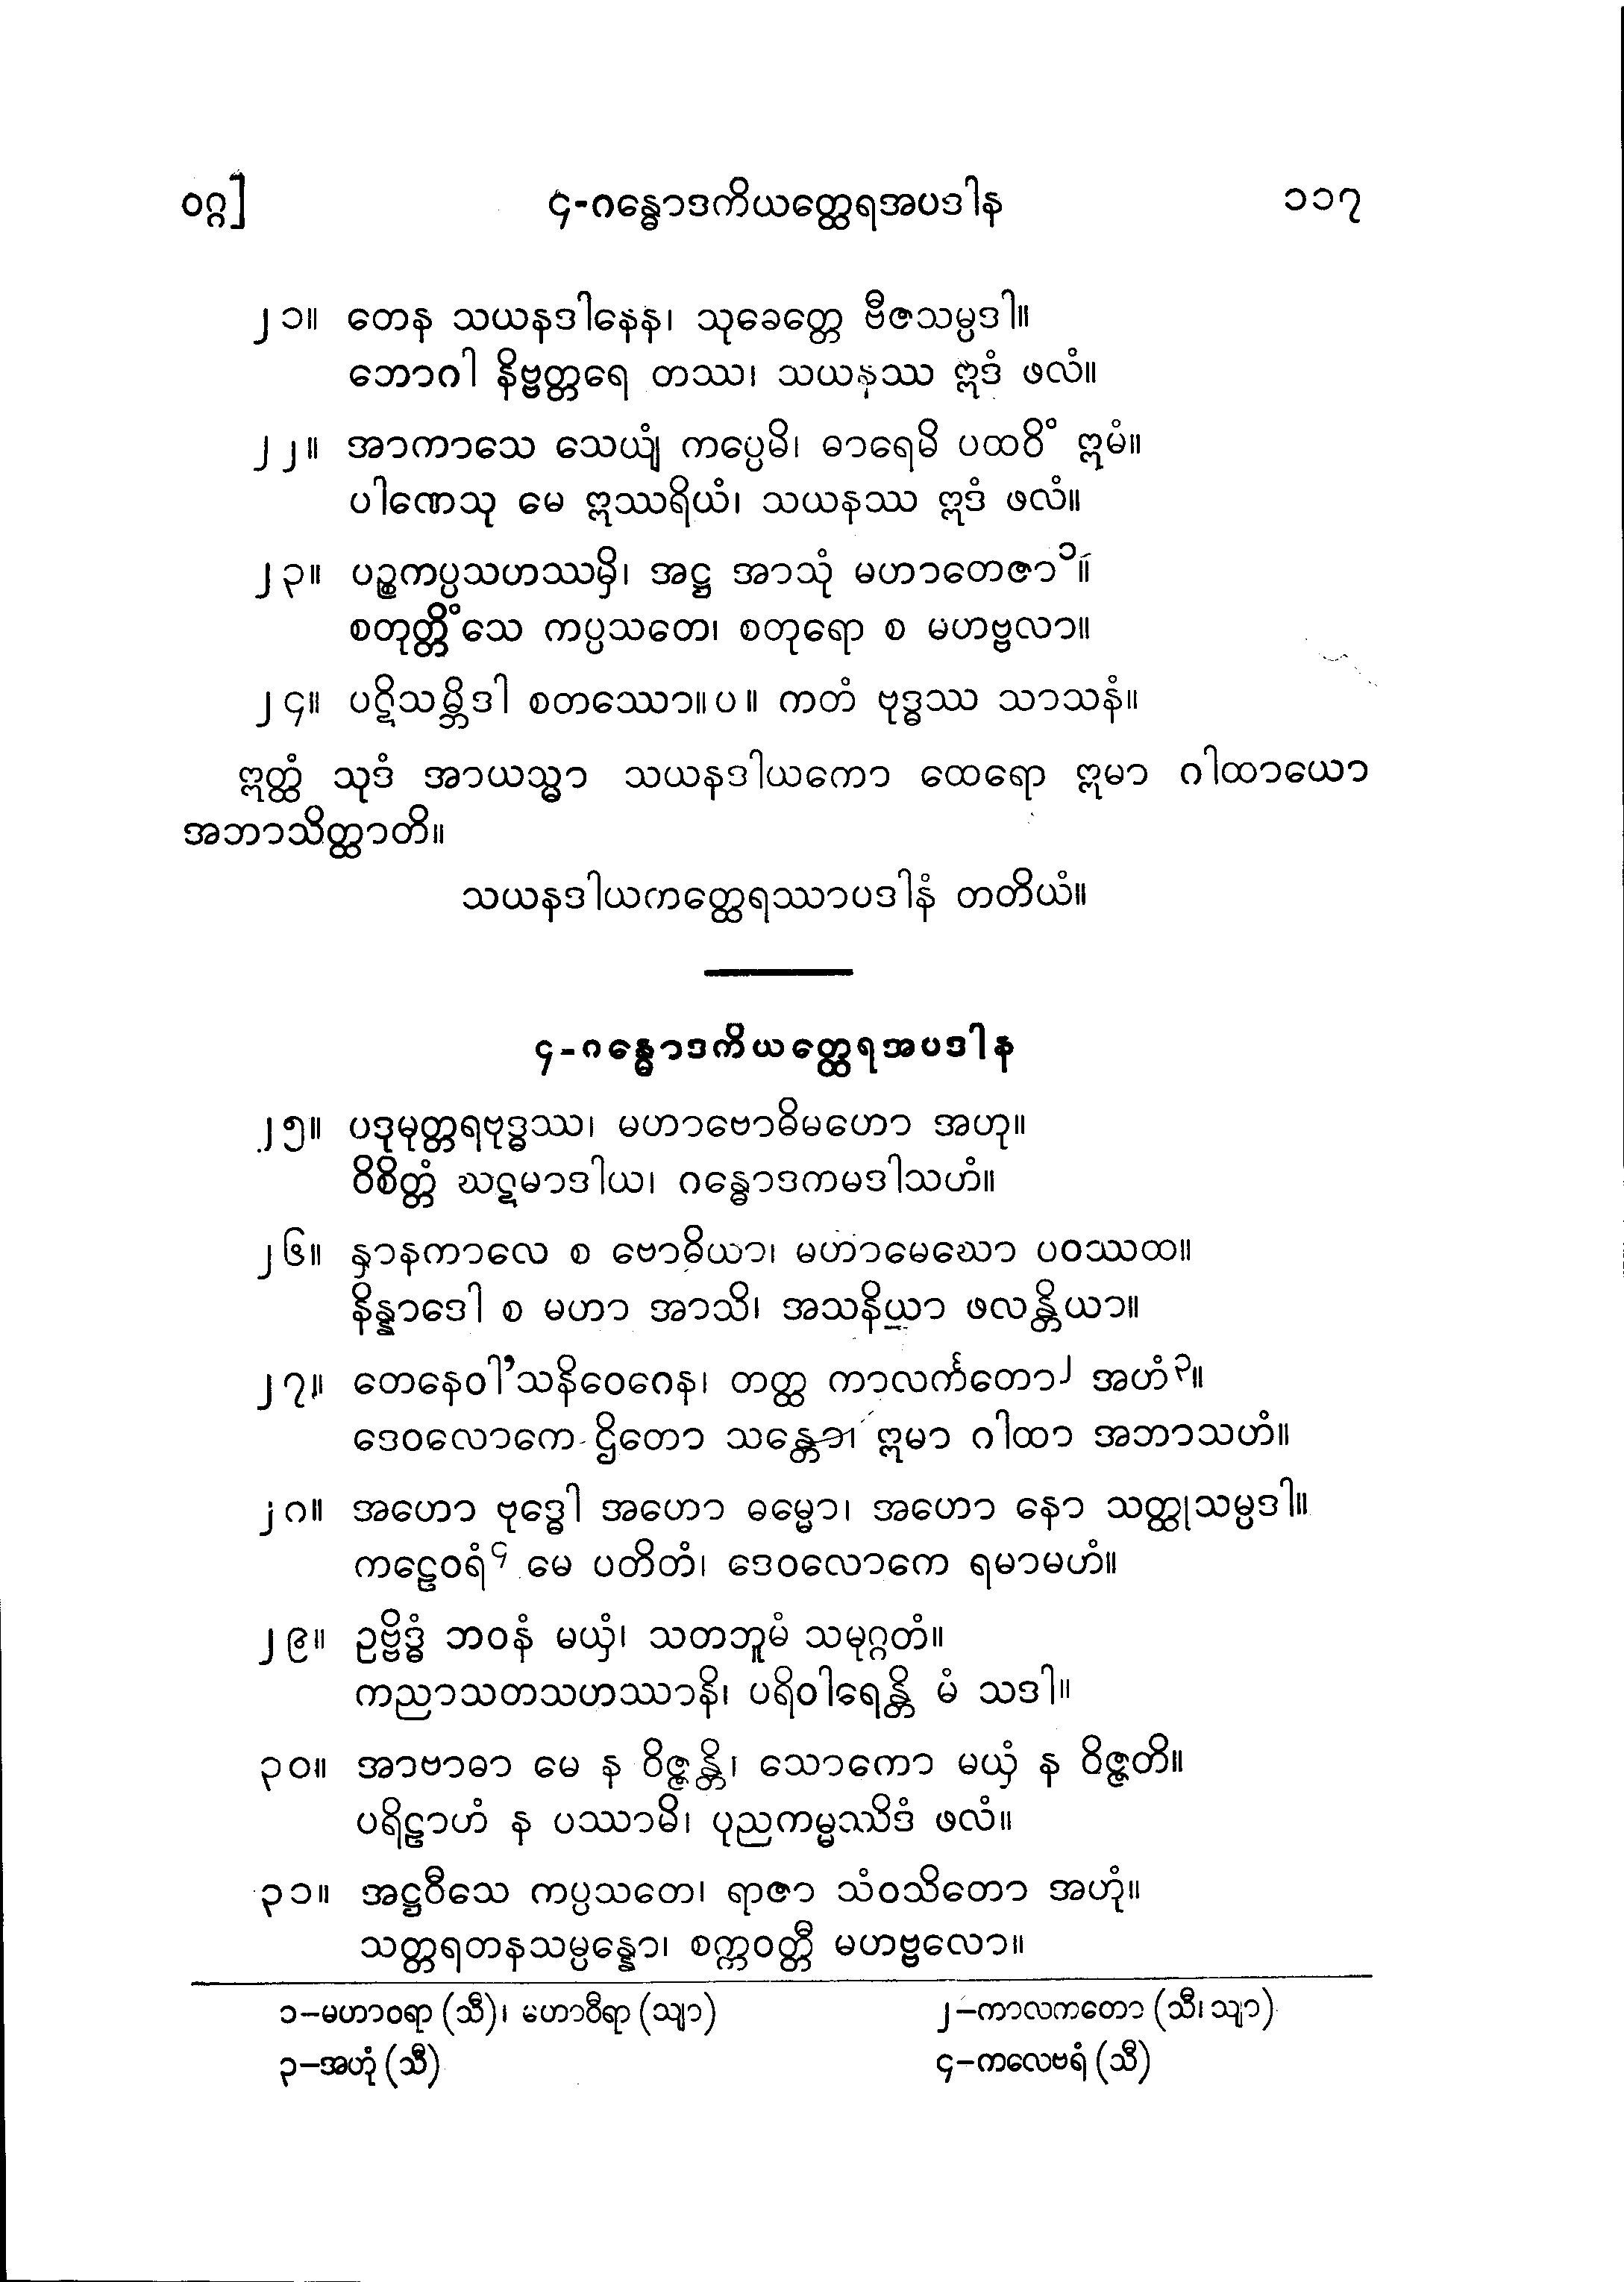 ဝဂ္ဂ] ၄-ဂန္ဓောဒကိယတ္ထေရအပဒါန ၁၁၇
၂၁။ တေန သယနဒါနေန၊ သုခေတ္တေ ဗီဇသမ္ပဒါ။
ဘောဂါ နိဗ္ဗတ္တရေ တဿ၊ သယနဿ ဣဒံ ဖလံ။
၂၂။ အာကာသေ သေယျံ ကပ္ပေမိ၊ ဓာရေမိ ပထဝိံ ဣမံ။
ပါဏေသု မေ ဣဿရိယံ၊ သယနဿ ဣဒံ ဖလံ။
၂၃။ ပဉ္စကပ္ပသဟဿမှိ၊ အဋ္ဌ အာသုံ မဟာတေဇာ၁။
စတုတ္တိံသေ ကပ္ပသတေ၊ စတုရော စ မဟဗ္ဗလာ။
၂၄။ ပဋိသမ္ဘိဒါ စတဿော။ပ။ ကတံ ဗုဒ္ဓဿ သာသနံ။
ဣတ္ထံ သုဒံ အာယသ္မာ သယနဒါယကော ထေရော ဣမာ ဂါထာယော
အဘာသိတ္ထာတိ။
သယနဒါယကတ္ထေရဿာပဒါနံ တတိယံ။
၄-ဂန္ဓောဒကိယတ္ထေရအပဒါန
၂၅။ ပဒုမုတ္တရဗုဒ္ဓဿ၊ မဟာဗောဓိမဟော အဟု။
ဝိစိတ္တံ ဃဋမာဒါယ၊ ဂန္ဓောဒကမဒါသဟံ။
၂၆။ နှာနကာလေ စ ဗောဓိယာ၊ မဟာမေဃော ပဝဿထ။
နိန္နာဒေါ စ မဟာ အာသိ၊ အသနိယာ ဖလန္တိယာ။
၂၇။ တေနေဝါ’သနိဝေဂေန၊ တတ္ထ ကာလင်္ကတော၂ အဟံ၃။
ဒေဝလောကေ ဌိတော သန္တော၊ ဣမာ ဂါထာ အဘာသဟံ။
၂၈။ အဟော ဗုဒ္ဓေါ အဟော ဓမ္မော၊ အဟော နော သတ္ထုသမ္ပဒါ။
ကဠေဝရံ၄ မေ ပတိတံ၊ ဒေဝလောကေ ရမာမဟံ။
၂၉။ ဥဗ္ဗိဒ္ဓံ ဘဝနံ မယှံ၊ သတဘူမံ သမုဂ္ဂတံ။
ကညာသတသဟဿာနိ၊ ပရိဝါရေန္တိ မံ သဒါ။
၃၀။ အာဗာဓာ မေ န ဝိဇ္ဇန္တိ၊ သောကော မယှံ န ဝိဇ္ဇတိ။
ပရိဠာဟံ န ပဿာမိ၊ ပုညကမ္မဿိဒံ ဖလံ။
၃၁။ အဋ္ဌဝီသေ ကပ္ပသတေ၊ ရာဇာ သံဝသိတော အဟုံ။
သတ္တရတနသမ္ပန္နော၊ စက္ကဝတ္တီ မဟဗ္ဗလော။
၁–မဟာဝရာ (သီ)၊ မဟာဝီရာ (သျာ) ၂–ကာလကတော (သီ၊ သျာ)
၃–အဟုံ (သီ) ၄–ကလေဗရံ (သီ)